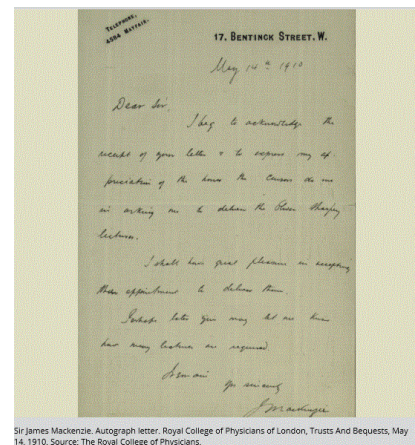 TELEPHONE,
4594 MAYFAIR.
17, BENTINCK STREET. W.
May 14th 1910
Dear Sir,
I beg to acknowledge the
receipt of your letter & to express my ap-
preciation of the honor the Censors do me
in asking me to deliver the Oliver Sharpey
lectures.
I shall have great pleasure in accepting
appointment to deliver them.
Perhaps later you may let me know
how many lectures are required.
I remain
yrs sincerely
J Mackenzie
Sir James Mackenzie. Autograph letter. Royal College of Physicians of London, Trusts And Bequests, May
14, 1910. Source: The Royal College of Physicians.